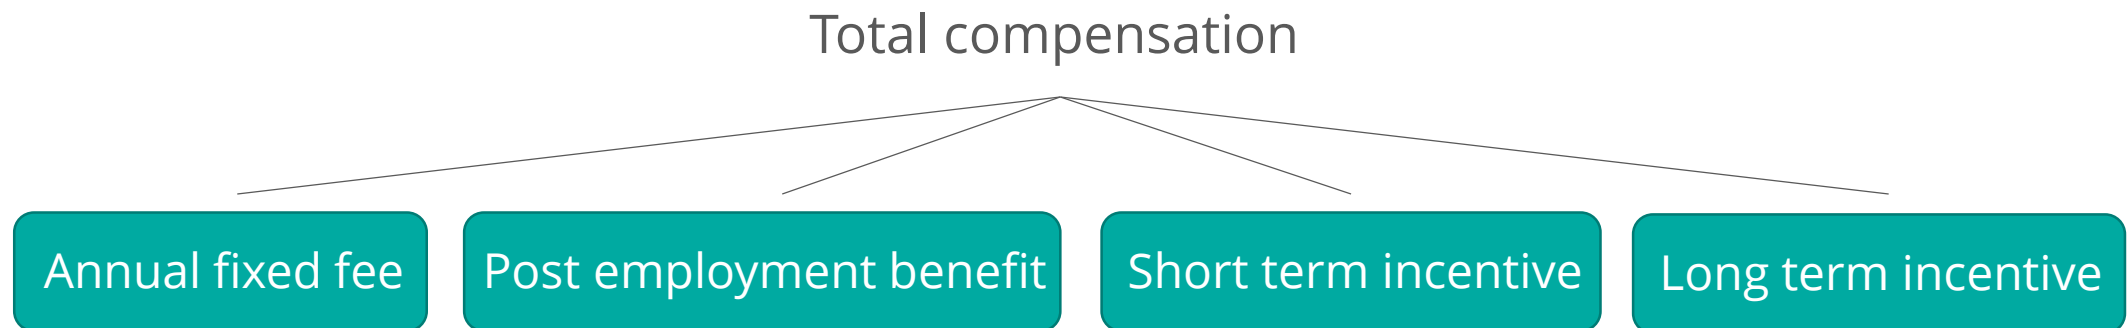 Total compensation
Annual fixed fee
Post employment benefit
Short term incentive
Long term incentive